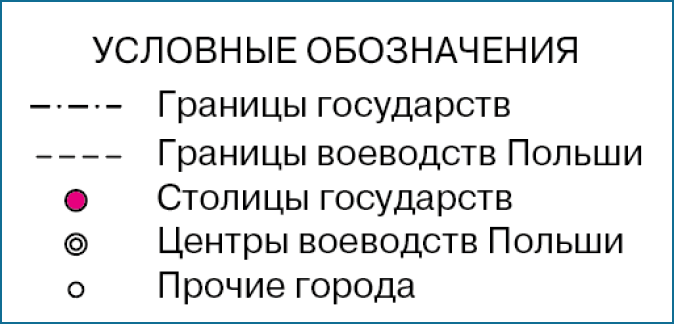 УСЛОВНЫЕ ОБОЗНАЧЕНИЯ
Границы государств
Границы воеводств Польши
Столицы государств
Центры воеводств Польши
Прочие города